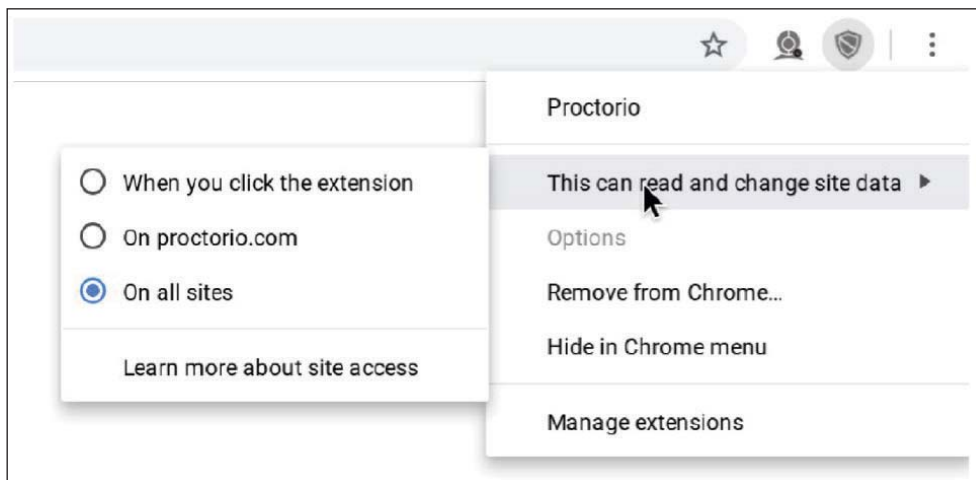 Proctorio
This can read and change site data
When you click the extension
On proctorio.com
On all sites
Learn more about site access
Options
Remove from Chrome...
Hide in Chrome menu
Manage extensions